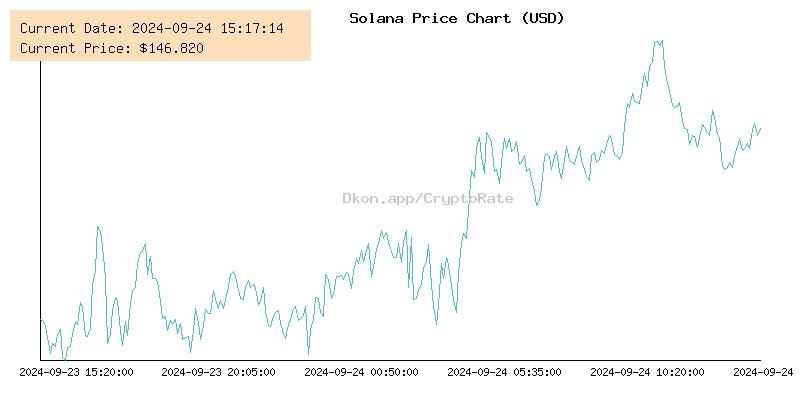 Solana Price Chart (USD)
Current Date: 2024-09-24 15:17:14
Current Price: $146.820
Dkon.app/CryptoRate
2024-09-23 15:20:00 2024-09-23 20:05:00 2024-09-24 00:50:00 2024-09-24 05:35:00 2024-09-24 10:20:00 2024-09-24